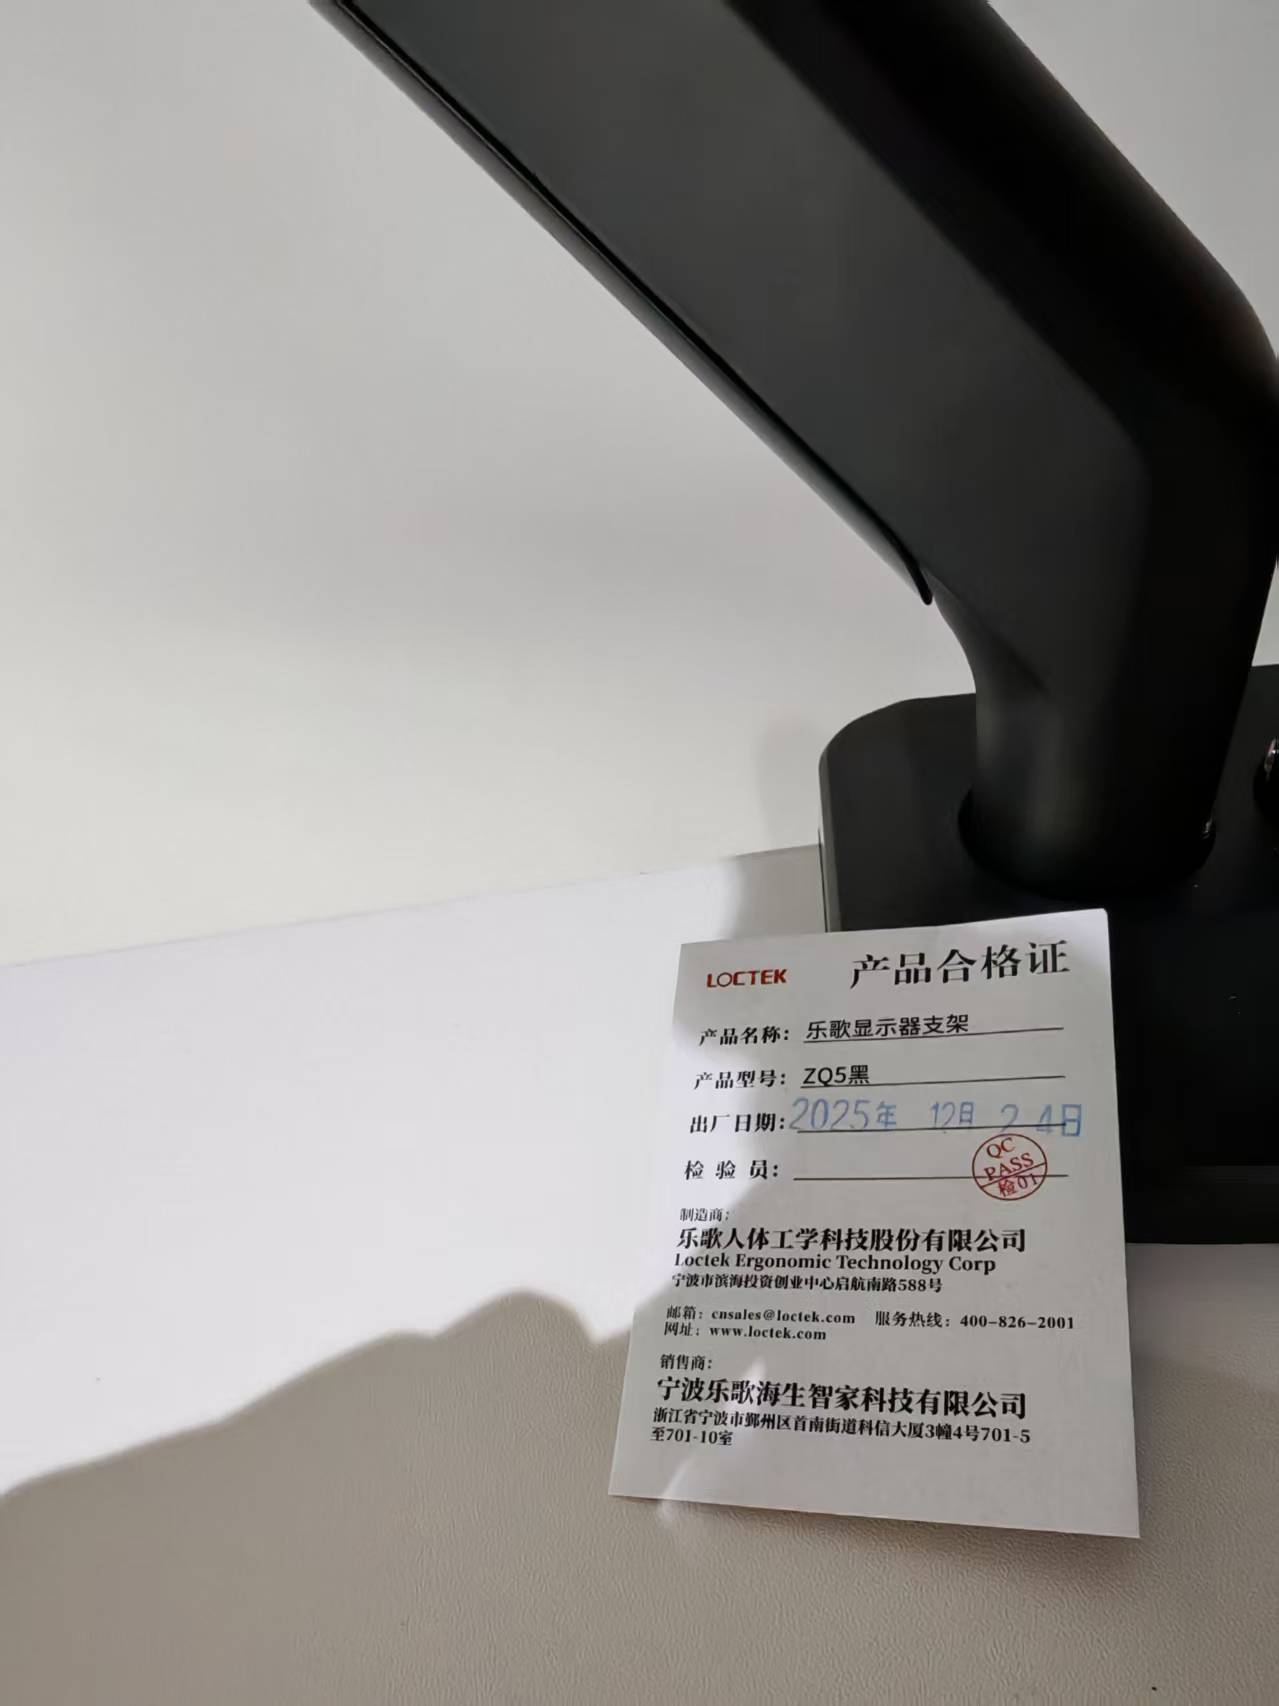 LOCTEK 产品合格证
产品名称: 乐歌显示器支架
产品型号: ZQ5黑
出厂日期: 2025年 12月 24日
检 验 员:
QC
PASS
检01
制造商:
乐歌人体工学科技股份有限公司
Loctek Ergonomic Technology Corp
宁波市滨海投资创业中心启航南路588号
邮箱: cnsales@loctek.com 服务热线: 400-826-2001
网址: www.loctek.com
销售商:
宁波乐歌海生智家科技有限公司
浙江省宁波市鄞州区首南街道科信大厦3幢4号701-5
至701-10室